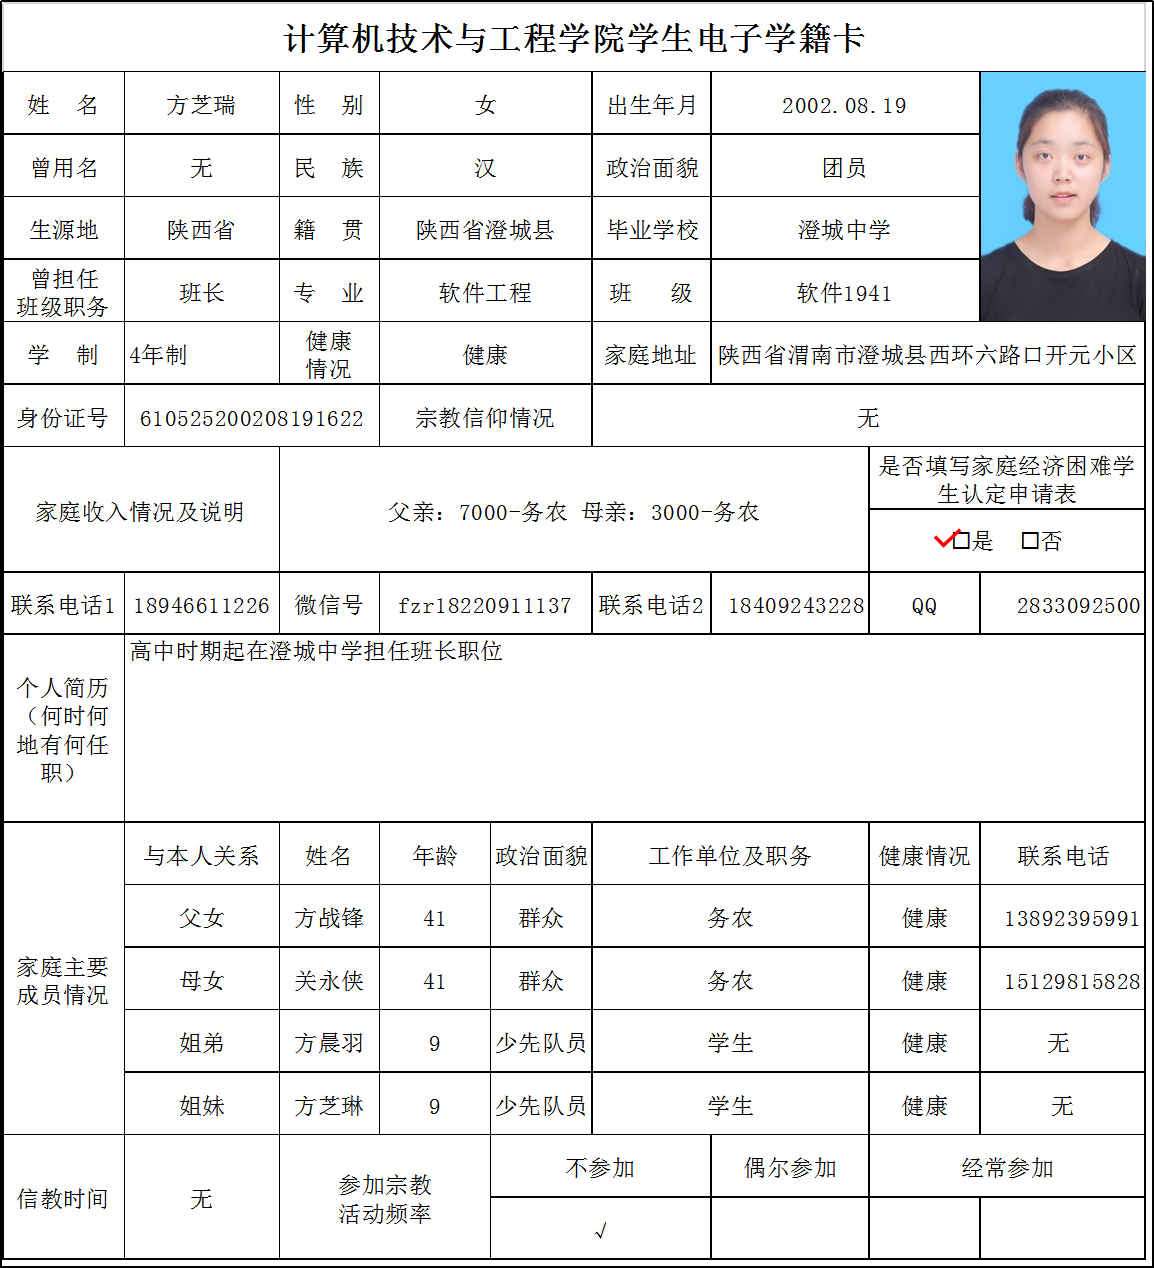 计算机技术与工程学院学生电子学籍卡
姓 名 方芝瑞 性 别 女 出生年月 2002.08.19
曾用名 无 民 族 汉 政治面貌 团员
生源地 陕西省 籍 贯 陕西省澄城县 毕业学校 澄城中学
曾担任
班级职务 班长 专 业 软件工程 班 级 软件1941
学 制 4年制 健康
情况 健康 家庭地址 陕西省渭南市澄城县西环六路口开元小区
身份证号 610525200208191622 宗教信仰情况 无
家庭收入情况及说明 父亲：7000-务农 母亲：3000-务农
是否填写家庭经济困难学
生认定申请表
✓□是 □否
联系电话1 18946611226 微信号 fzr18220911137 联系电话2 18409243228 QQ 2833092500
个人简历
（何时何
地有何任
职）
高中时期起在澄城中学担任班长职位
家庭主要
成员情况
与本人关系 姓名 年龄 政治面貌 工作单位及职务 健康情况 联系电话
父女 方战锋 41 群众 务农 健康 13892395991
母女 关永侠 41 群众 务农 健康 15129815828
姐弟 方晨羽 9 少先队员 学生 健康 无
姐妹 方芝琳 9 少先队员 学生 健康 无
信教时间 无 参加宗教
活动频率
不参加 偶尔参加 经常参加
√